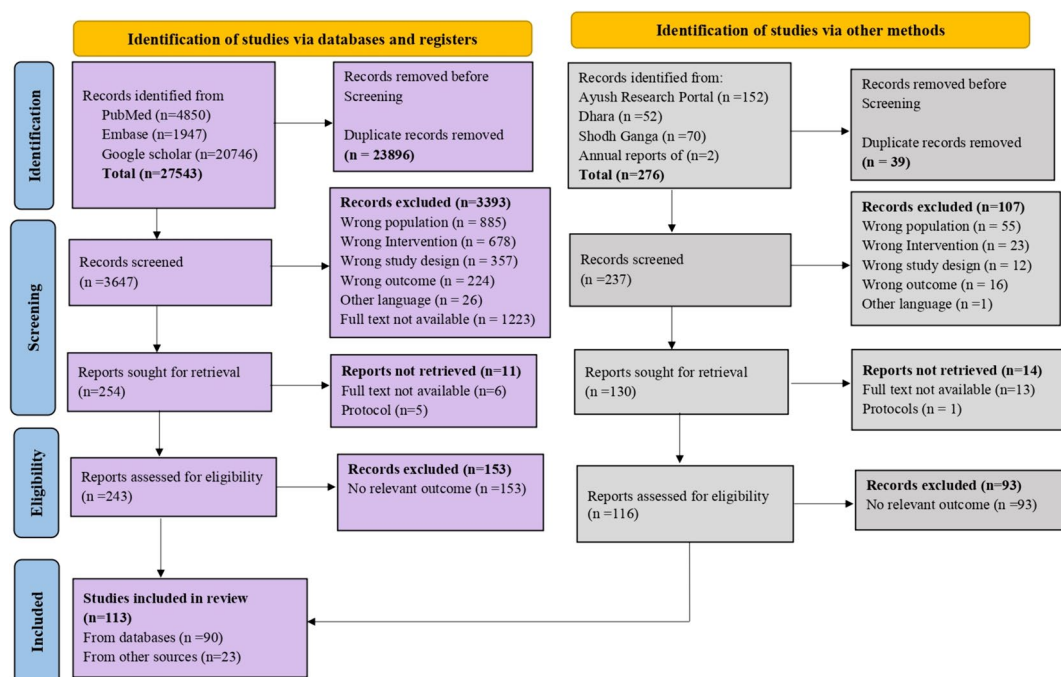 Identification of studies via databases and registers
Identification of studies via other methods
Identification
Records identified from
PubMed (n=4850)
Embase (n=1947)
Google scholar (n=20746)
Total (n=27543)
Records removed before
Screening
Duplicate records removed
(n = 23896)
Records identified from:
Ayush Research Portal (n =152)
Dhara (n =52)
Shodh Ganga (n =70)
Annual reports of (n=2)
Total (n=276)
Records removed before
Screening
Duplicate records removed
(n = 39)
Screening
Records screened
(n =3647)
Records excluded (n=3393)
Wrong population (n = 885)
Wrong Intervention (n = 678)
Wrong study design (n = 357)
Wrong outcome (n = 224)
Other language (n = 26)
Full text not available (n = 1223)
Records screened
(n =237)
Records excluded (n=107)
Wrong population (n = 55)
Wrong Intervention (n = 23)
Wrong study design (n = 12)
Wrong outcome (n = 16)
Other language (n =1)
Reports sought for retrieval
(n=254)
Reports not retrieved (n=11)
Full text not available (n=6)
Protocol (n=5)
Reports sought for retrieval
(n =130)
Reports not retrieved (n=14)
Full text not available (n=13)
Protocols (n = 1)
Eligibility
Reports assessed for eligibility
(n =243)
Records excluded (n=153)
No relevant outcome (n =153)
Reports assessed for eligibility
(n =116)
Records excluded (n=93)
No relevant outcome (n =93)
Included
Studies included in review
(n=113)
From databases (n =90)
From other sources (n=23)